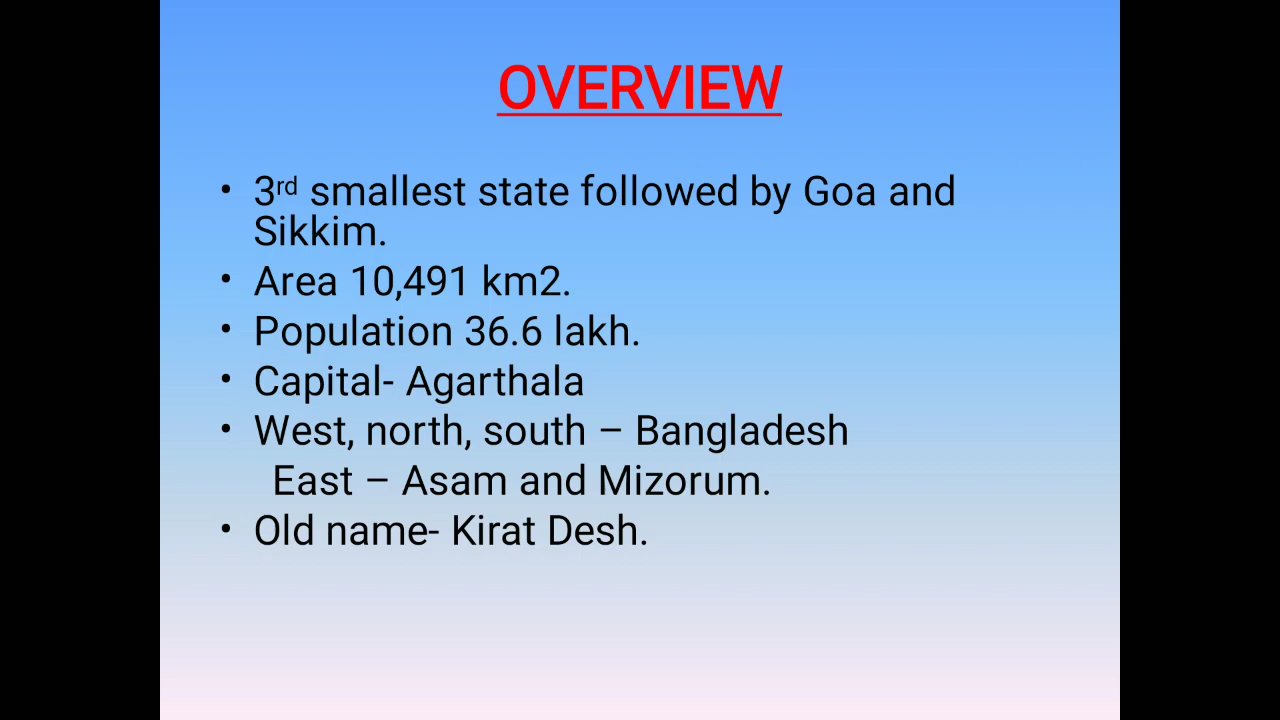 OVERVIEW
• 3rd smallest state followed by Goa and
Sikkim.
• Area 10,491 km2.
• Population 36.6 lakh.
• Capital- Agarthala
• West, north, south – Bangladesh
East – Asam and Mizorum.
• Old name- Kirat Desh.